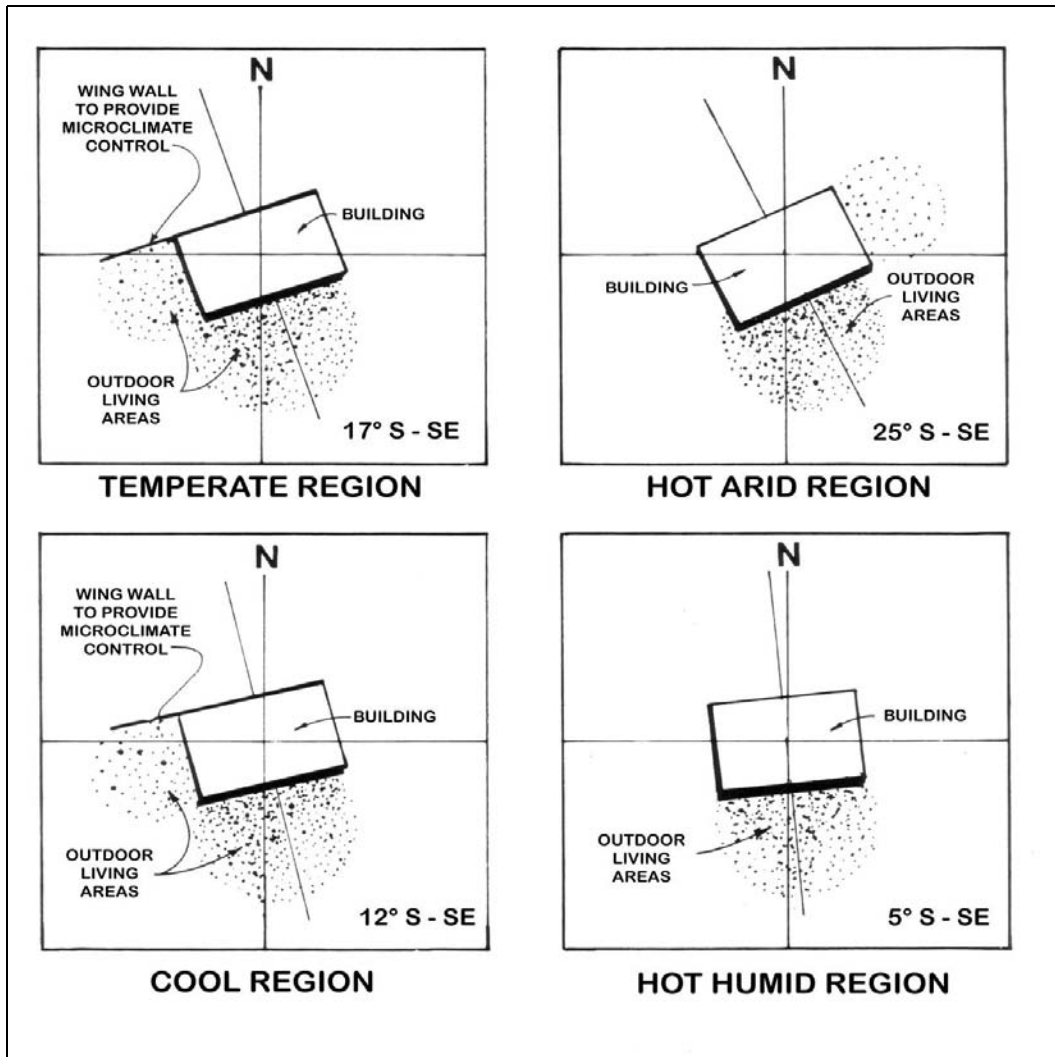 N
WING WALL
TO PROVIDE
MICROCLIMATE
CONTROL
BUILDING
OUTDOOR
LIVING
AREAS
17° S - SE
TEMPERATE REGION
N
BUILDING
OUTDOOR
LIVING
AREAS
25° S - SE
HOT ARID REGION
N
WING WALL
TO PROVIDE
MICROCLIMATE
CONTROL
BUILDING
OUTDOOR
LIVING
AREAS
12° S - SE
COOL REGION
N
BUILDING
OUTDOOR
LIVING
AREAS
5° S - SE
HOT HUMID REGION